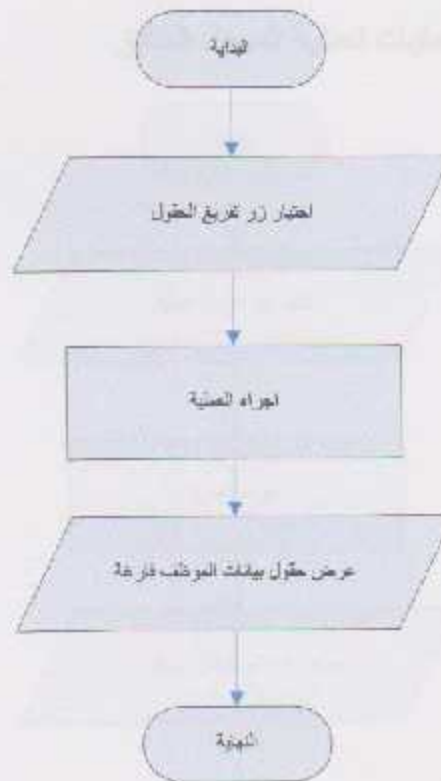 البداية
اختيار زر تفريغ الحقول
اجراء العملية
عرض حقول بيانات الموظف فارغة
النهاية